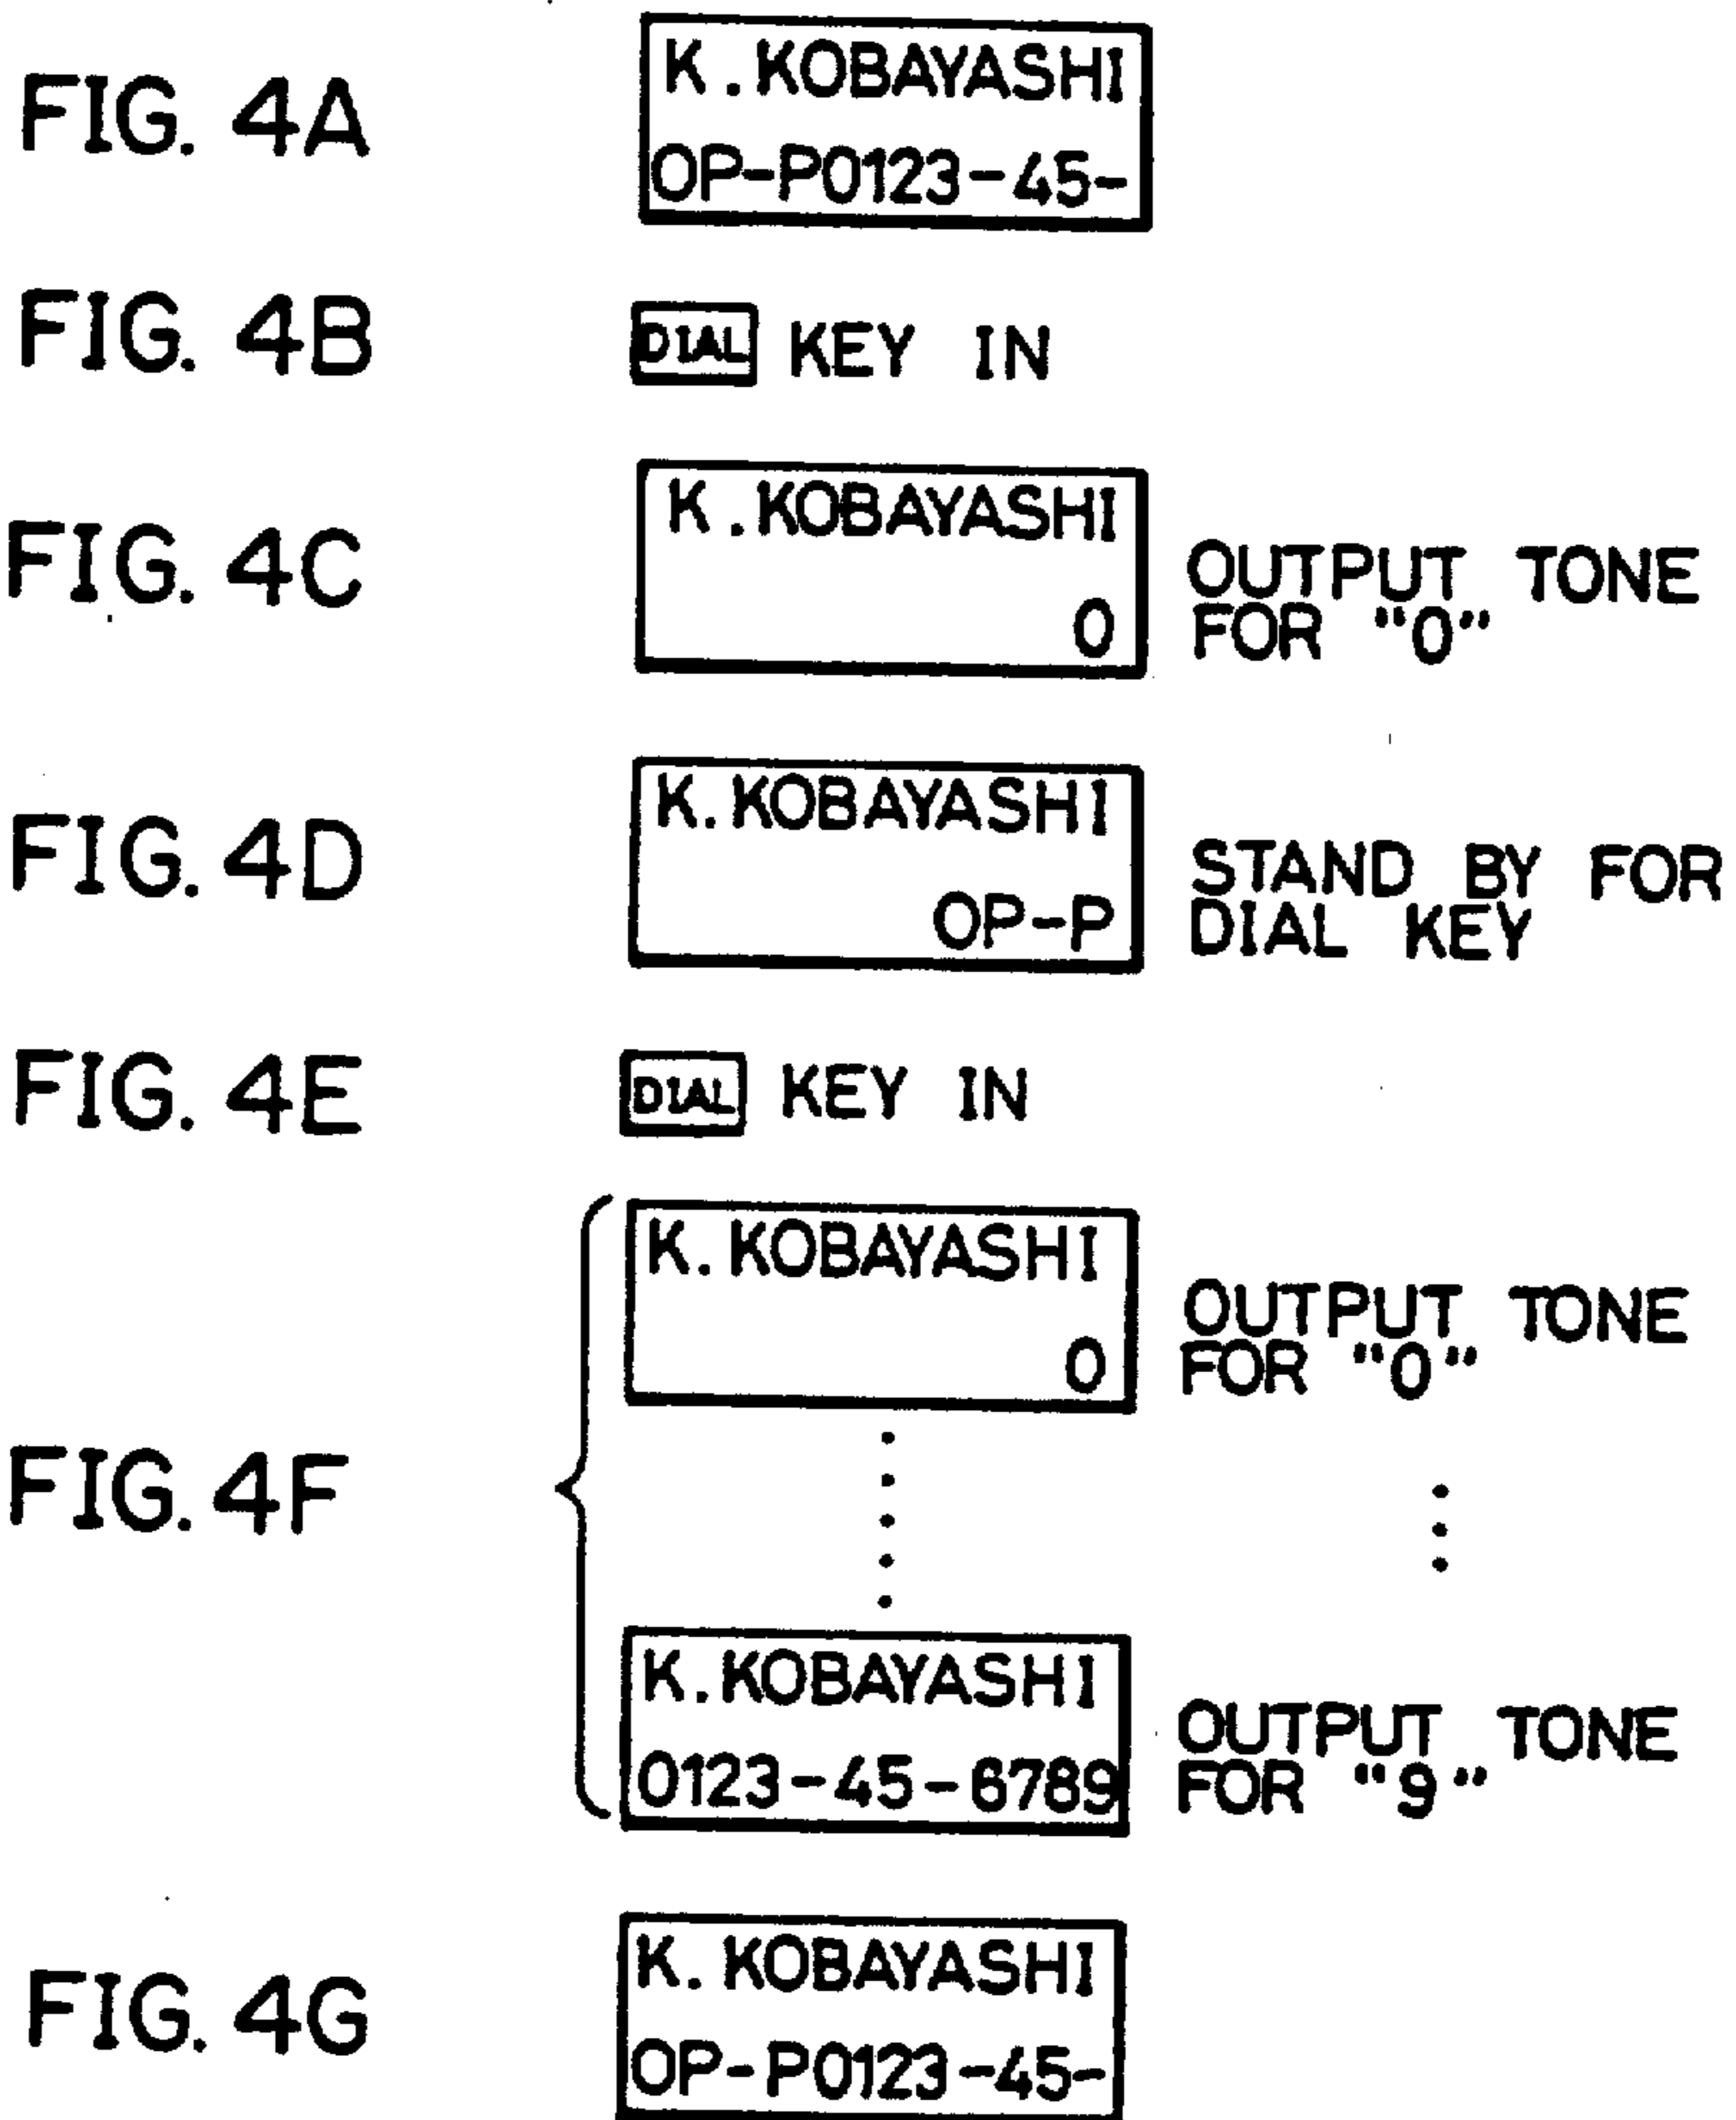 FIG. 4A
K. KOBAYASHI
OP-P0123-45-
FIG. 4B
DIAL KEY IN
FIG. 4C
K. KOBAYASHI
0
OUTPUT TONE
FOR "0"
FIG. 4D
K. KOBAYASHI
OP-P
STAND BY FOR
DIAL KEY
FIG. 4E
DIAL KEY IN
FIG. 4F
K. KOBAYASHI
0
OUTPUT TONE
FOR "0"
K. KOBAYASHI
0123-45-6789
OUTPUT TONE
FOR "9"
FIG. 4G
K. KOBAYASHI
OP-P0123-45-